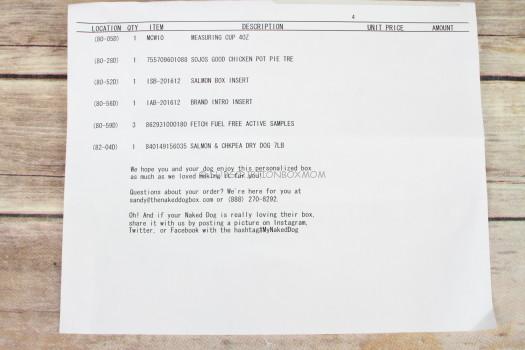 4
LOCATION QTY ITEM DESCRIPTION UNIT PRICE AMOUNT
(80-05B) 1 MCW10 MEASURING CUP 4OZ
(80-28D) 1 755709601088 SOJOS GOOD CHICKEN POT PIE TRE
(80-52D) 1 ISB-201612 SALMON BOX INSERT
(80-56D) 1 IAB-201612 BRAND INTRO INSERT
(80-59D) 3 862931000180 FETCH FUEL FREE ACTIVE SAMPLES
(82-04D) 1 840149156035 SALMON & CHKPEA DRY DOG 7LB
We hope you and your dog enjoy this personalized box
as much as we loved making it for you!
Questions about your order? We're here for you at
sandy@thenakeddogbox.com or (888) 270-8292.
Oh! And if your Naked Dog is really loving their box,
share it with us by posting a picture on Instagram,
Twitter, or Facebook with the hashtag#MyNakedDog